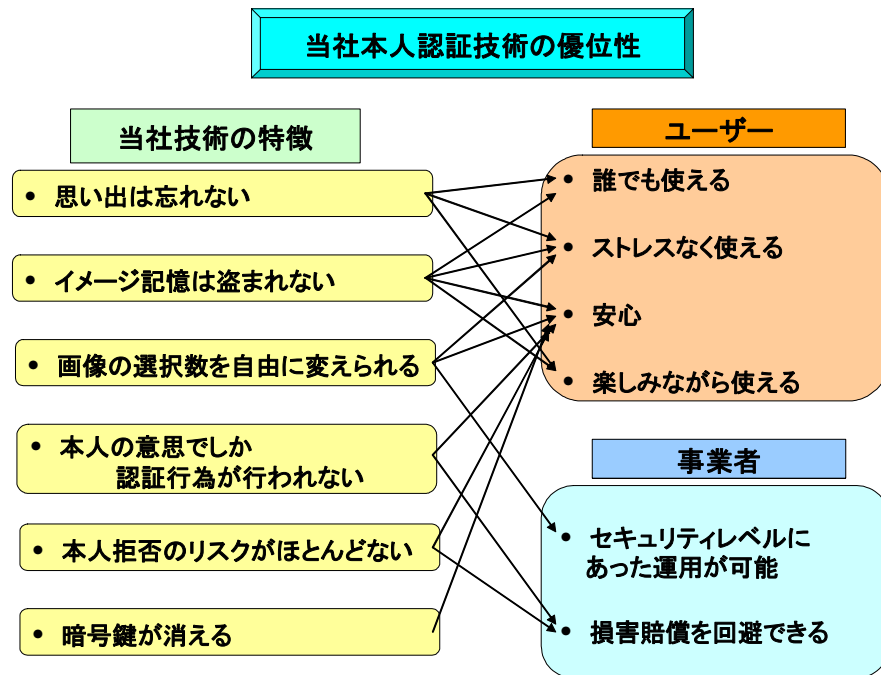 当社本人認証技術の優位性
当社技術の特徴
• 思い出は忘れない
• イメージ記憶は盗まれない
• 画像の選択数を自由に変えられる
• 本人の意思でしか
認証行為が行われない
• 本人拒否のリスクがほとんどない
• 暗号鍵が消える
ユーザー
• 誰でも使える
• ストレスなく使える
• 安心
• 楽しみながら使える
事業者
• セキュリティレベルに
あった運用が可能
• 損害賠償を回避できる